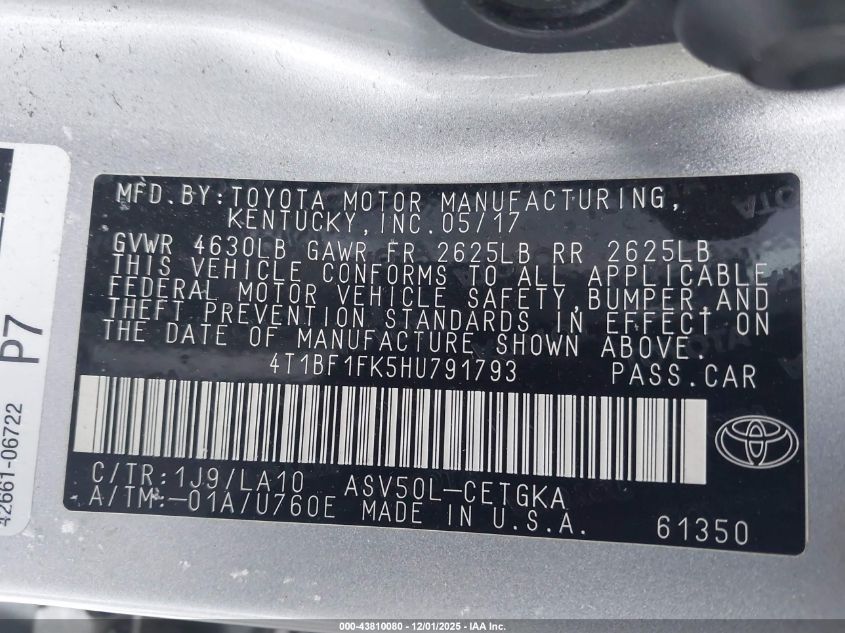 MFD.BY:TOYOTA MOTOR MANUFACTURING,
KENTUCKY,INC.05/17
GVWR 4630LB GAWR FR 2625LB RR 2625LB
THIS VEHICLE CONFORMS TO ALL APPLICABLE
FEDERAL MOTOR VEHICLE SAFETY,BUMPER,AND
THEFT PREVENTION STANDARDS IN EFFECT ON
THE DATE OF MANUFACTURE SHOWN ABOVE.
4T1BF1FK5HU791793 PASS.CAR
C/TR:1J9/LA10 ASV50L-CETGKA
A/TM:-01A/U760E MADE IN U.S.A. 61350
P7
42661-06722
000-43810080 - 12/01/2025 - IAA Inc.